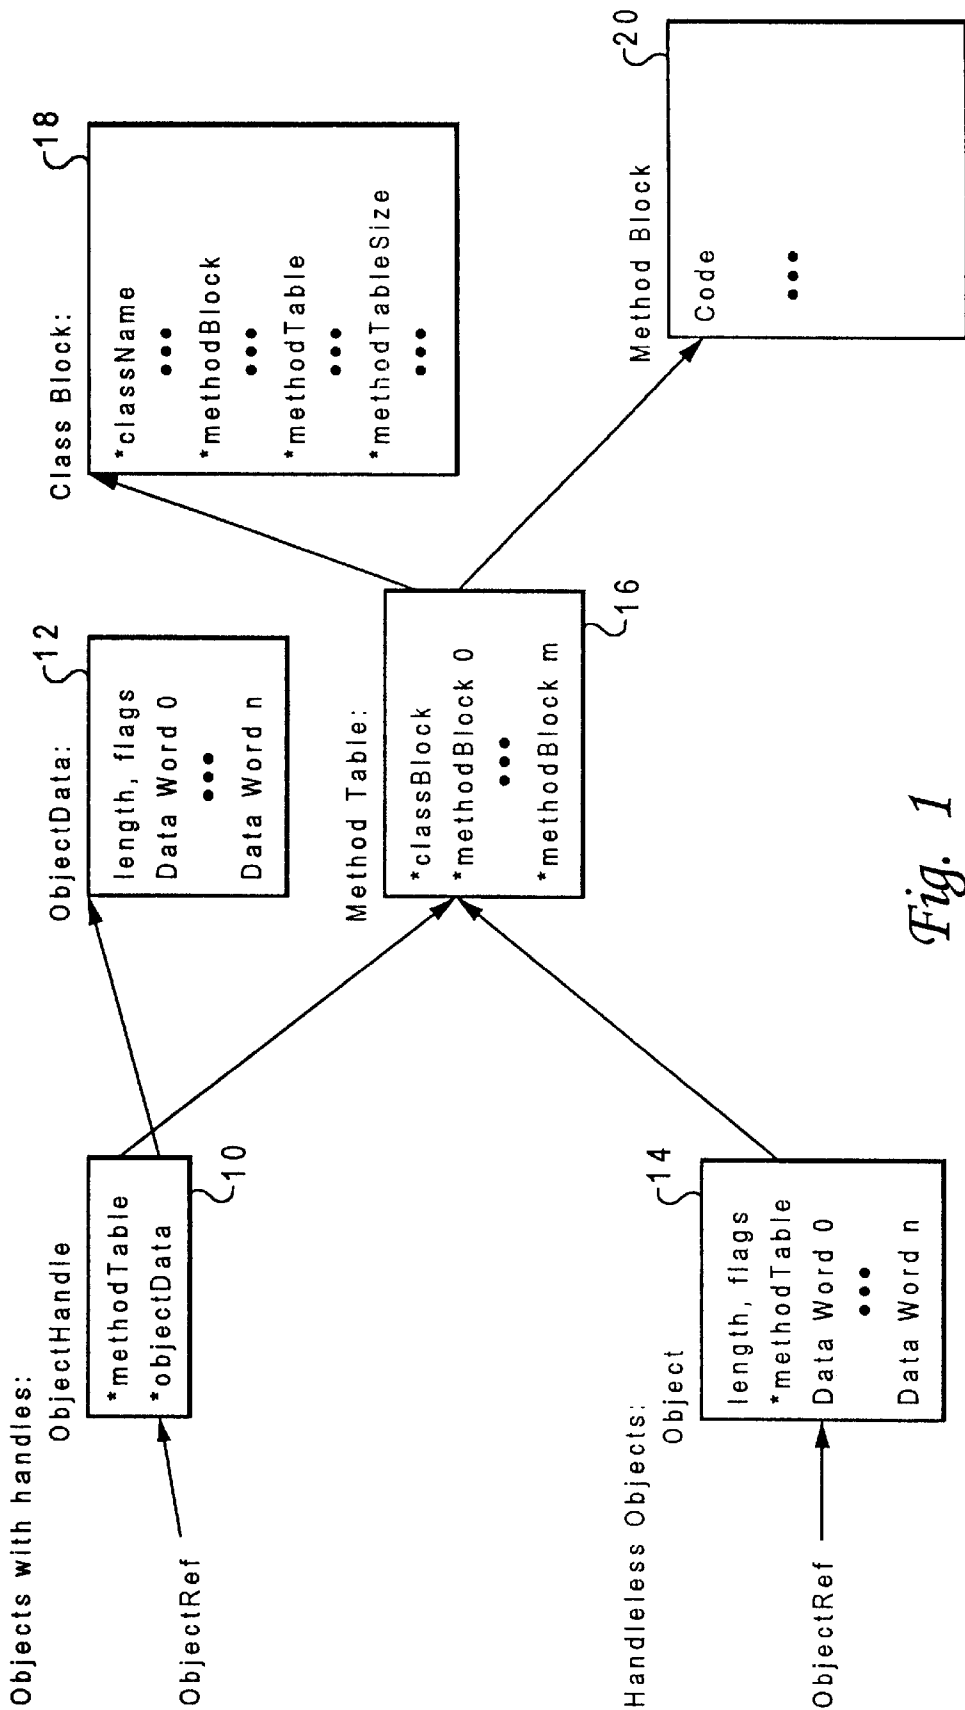 Objects with handles:
ObjectHandle
*methodTable
*objectData
10
ObjectRef
ObjectData:
12
length, flags
Data Word 0
•••
Data Word n
Class Block:
18
*className
•••
*methodBlock
•••
*methodTable
•••
*methodTableSize
•••
Method Table:
*classBlock
*methodBlock 0
•••
*methodBlock m
16
Handleless Objects:
Object
14
length, flags
*methodTable
Data Word 0
•••
Data Word n
ObjectRef
Method Block
20
Code
•••
Fig. 1